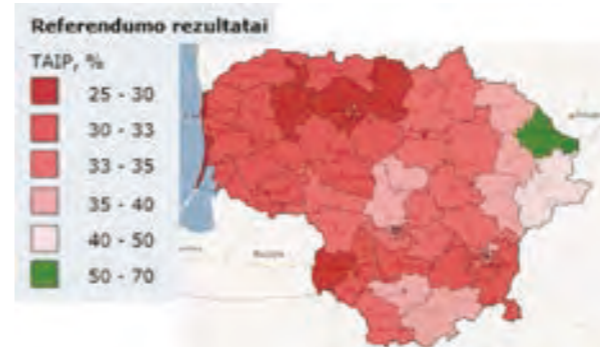 Referendumo rezultatai
TAIP, %
25 - 30
30 - 33
33 - 35
35 - 40
40 - 50
50 - 70